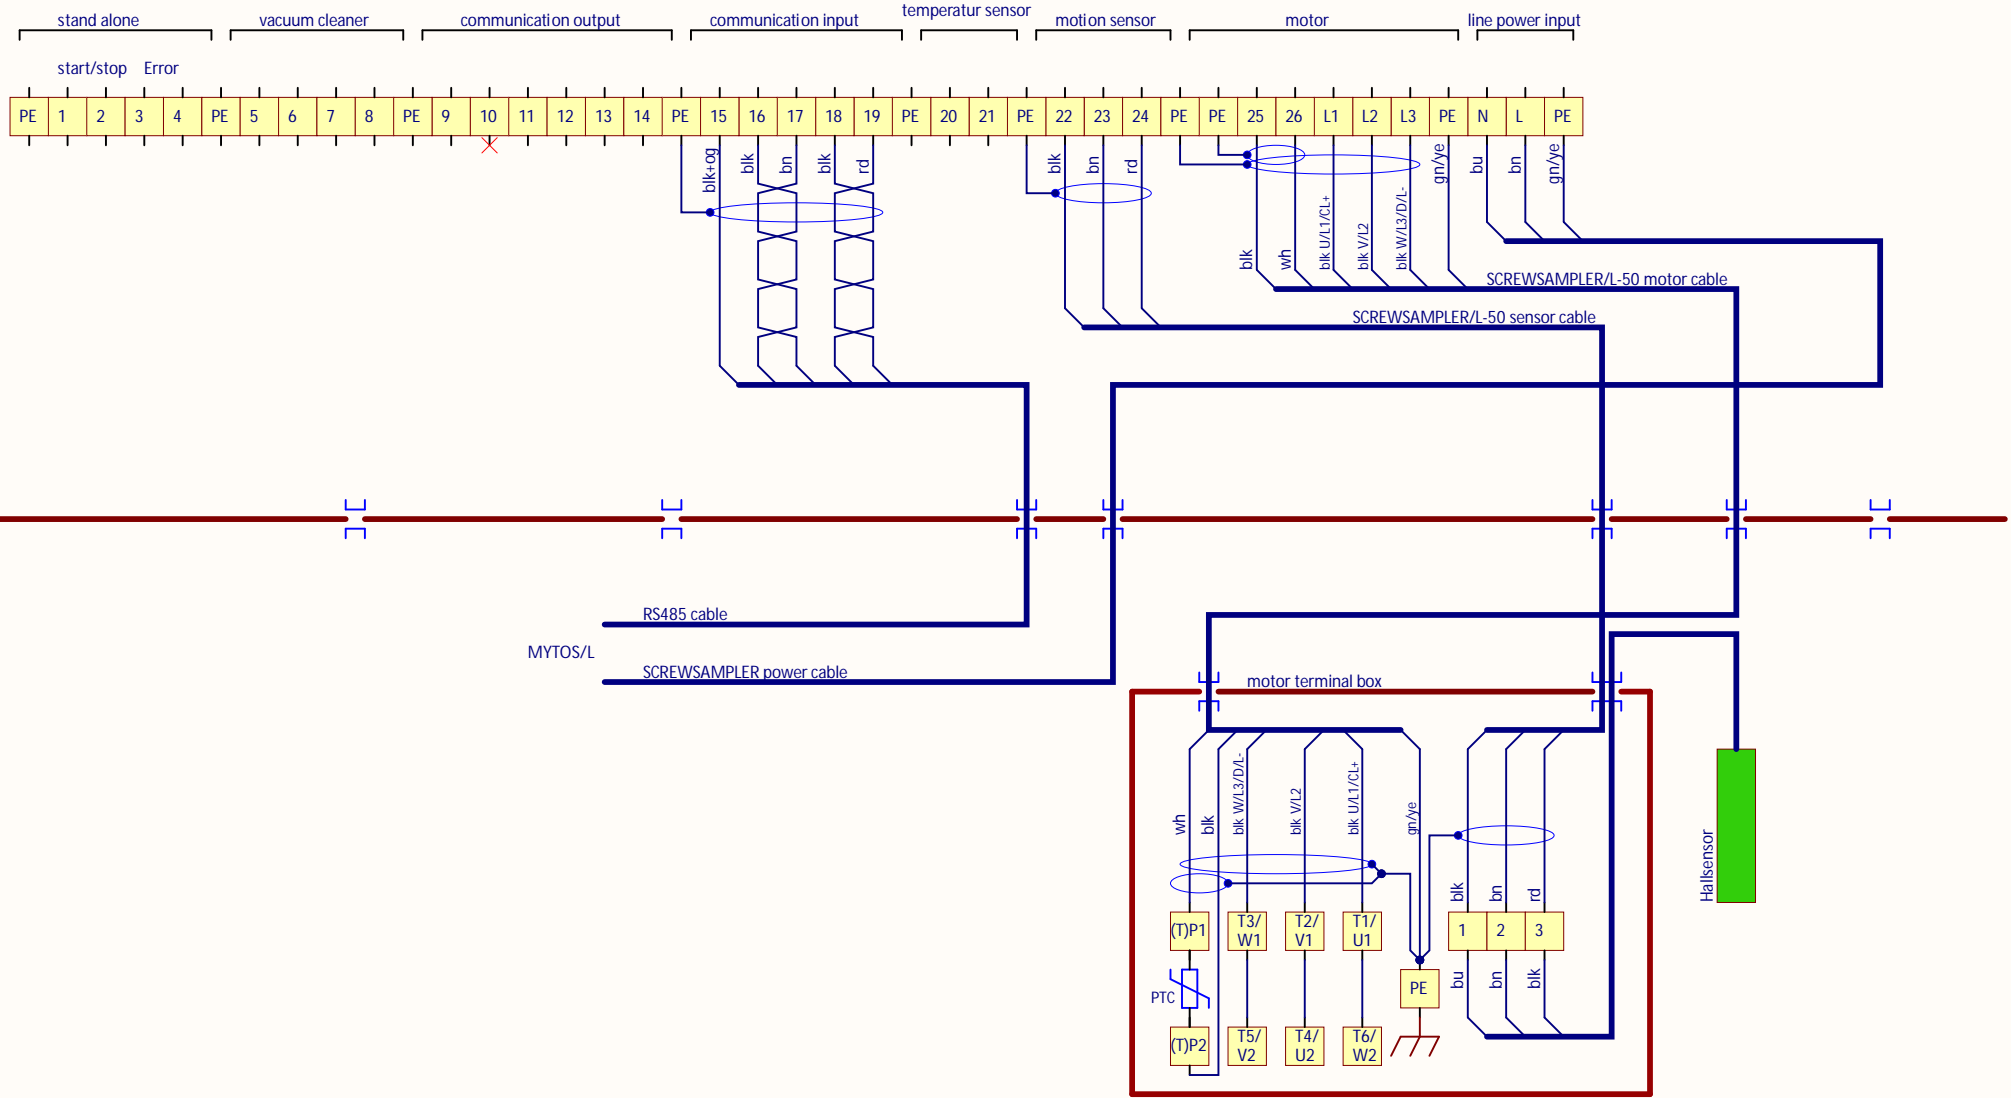 temperatur sensor
stand alone vacuum cleaner communication output communication input motion sensor motor line power input
start/stop Error
PE 1 2 3 4 PE 5 6 7 8 PE 9 10 11 12 13 14 PE 15 16 17 18 19 PE 20 21 PE 22 23 24 PE PE 25 26 L1 L2 L3 PE N L PE
blk+og blk bn blk rd blk bn rd gn/ye bu bn gn/ye
blk wh blk U/L1/CL+ blk V/L2 blk W/L3/D/L-
SCREWSAMPLER/L-50 motor cable
SCREWSAMPLER/L-50 sensor cable
RS485 cable
MYTOS/L
SCREWSAMPLER power cable
motor terminal box
wh blk blk W/L3/D/L- blk V/L2 blk U/L1/CL+ gn/ye
Hallsensor
blk bn rd
(T)P1 T3/ W1 T2/ V1 T1/ U1 1 2 3
bu bn blk
PTC PE
(T)P2 T5/ V2 T4/ U2 T6/ W2